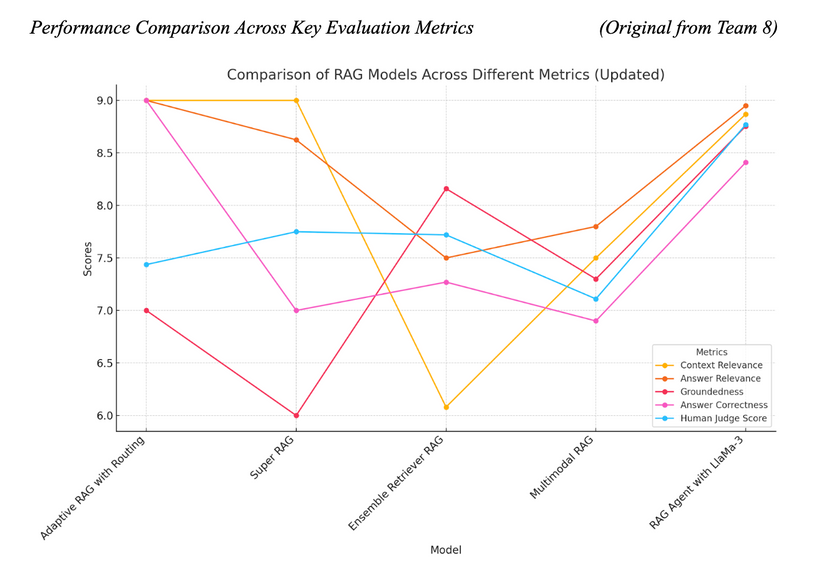 Performance Comparison Across Key Evaluation Metrics (Original from Team 8)
Comparison of RAG Models Across Different Metrics (Updated)
9.0
8.5
8.0
7.5
7.0
6.5
6.0
Scores
Metrics
Context Relevance
Answer Relevance
Groundedness
Answer Correctness
Human Judge Score
Adaptive RAG with Routing
Super RAG
Ensemble Retriever RAG
Multimodal RAG
RAG Agent with LlaMa-3
Model